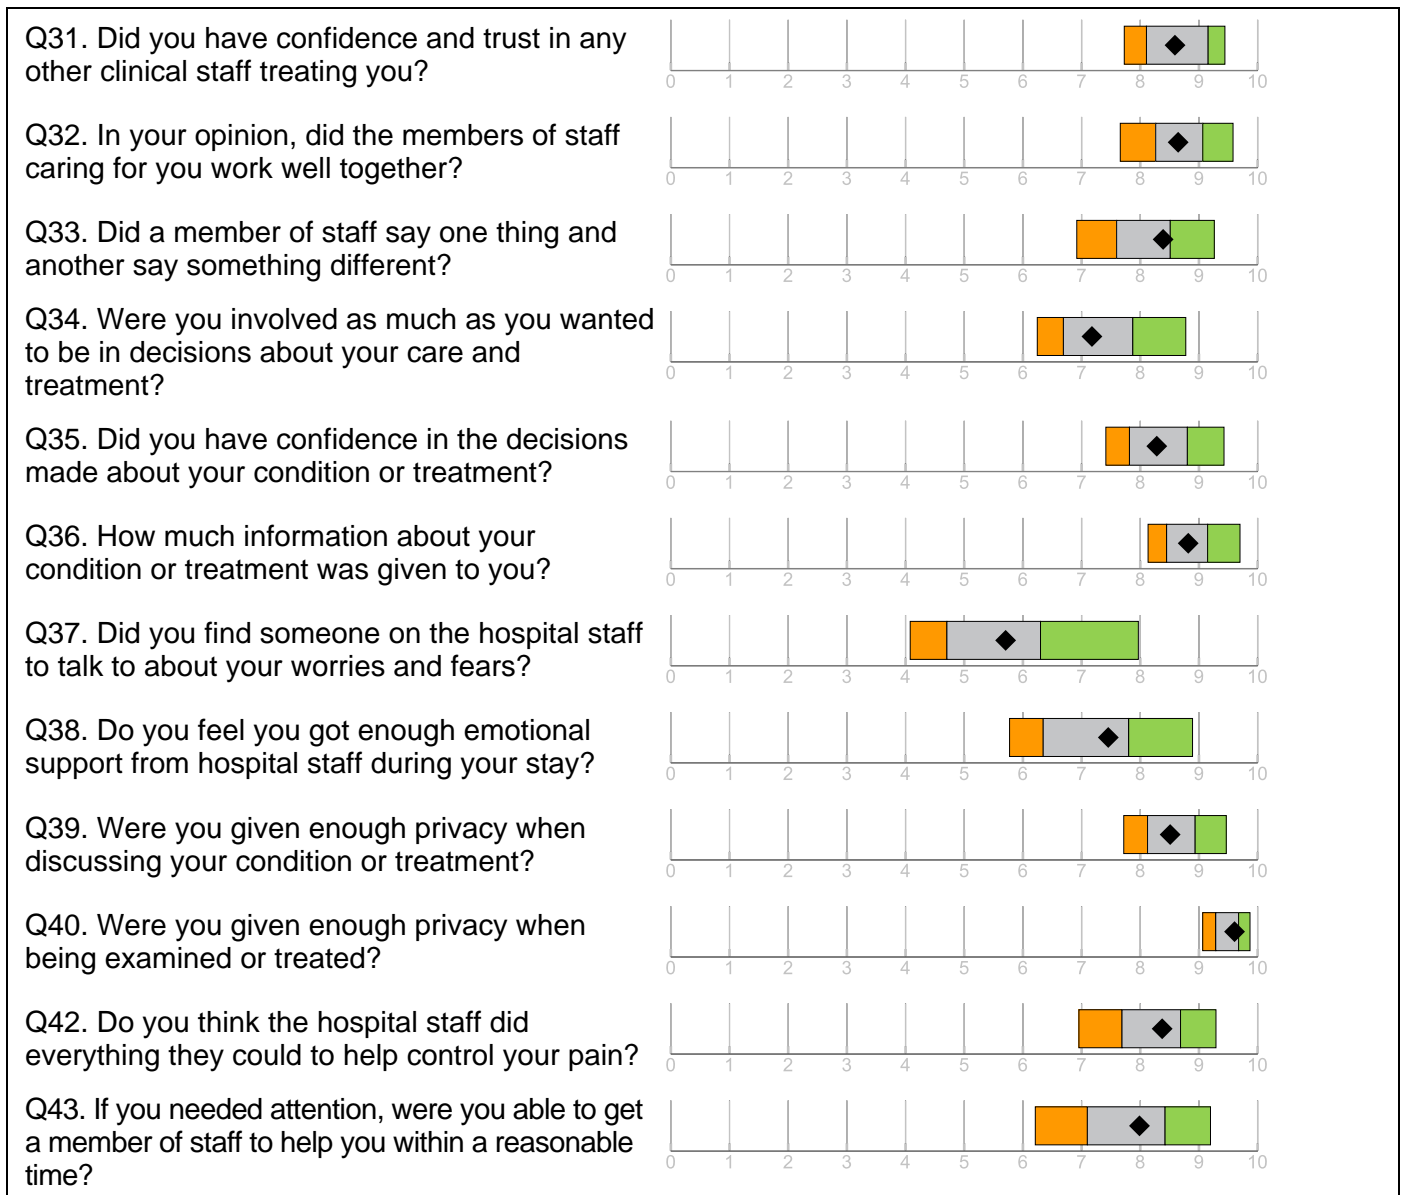 Q31. Did you have confidence and trust in any
other clinical staff treating you?
0 1 2 3 4 5 6 7 8 9 10
Q32. In your opinion, did the members of staff
caring for you work well together?
0 1 2 3 4 5 6 7 8 9 10
Q33. Did a member of staff say one thing and
another say something different?
0 1 2 3 4 5 6 7 8 9 10
Q34. Were you involved as much as you wanted
to be in decisions about your care and
treatment?
0 1 2 3 4 5 6 7 8 9 10
Q35. Did you have confidence in the decisions
made about your condition or treatment?
0 1 2 3 4 5 6 7 8 9 10
Q36. How much information about your
condition or treatment was given to you?
0 1 2 3 4 5 6 7 8 9 10
Q37. Did you find someone on the hospital staff
to talk to about your worries and fears?
0 1 2 3 4 5 6 7 8 9 10
Q38. Do you feel you got enough emotional
support from hospital staff during your stay?
0 1 2 3 4 5 6 7 8 9 10
Q39. Were you given enough privacy when
discussing your condition or treatment?
0 1 2 3 4 5 6 7 8 9 10
Q40. Were you given enough privacy when
being examined or treated?
0 1 2 3 4 5 6 7 8 9 10
Q42. Do you think the hospital staff did
everything they could to help control your pain?
0 1 2 3 4 5 6 7 8 9 10
Q43. If you needed attention, were you able to get
a member of staff to help you within a reasonable
time?
0 1 2 3 4 5 6 7 8 9 10